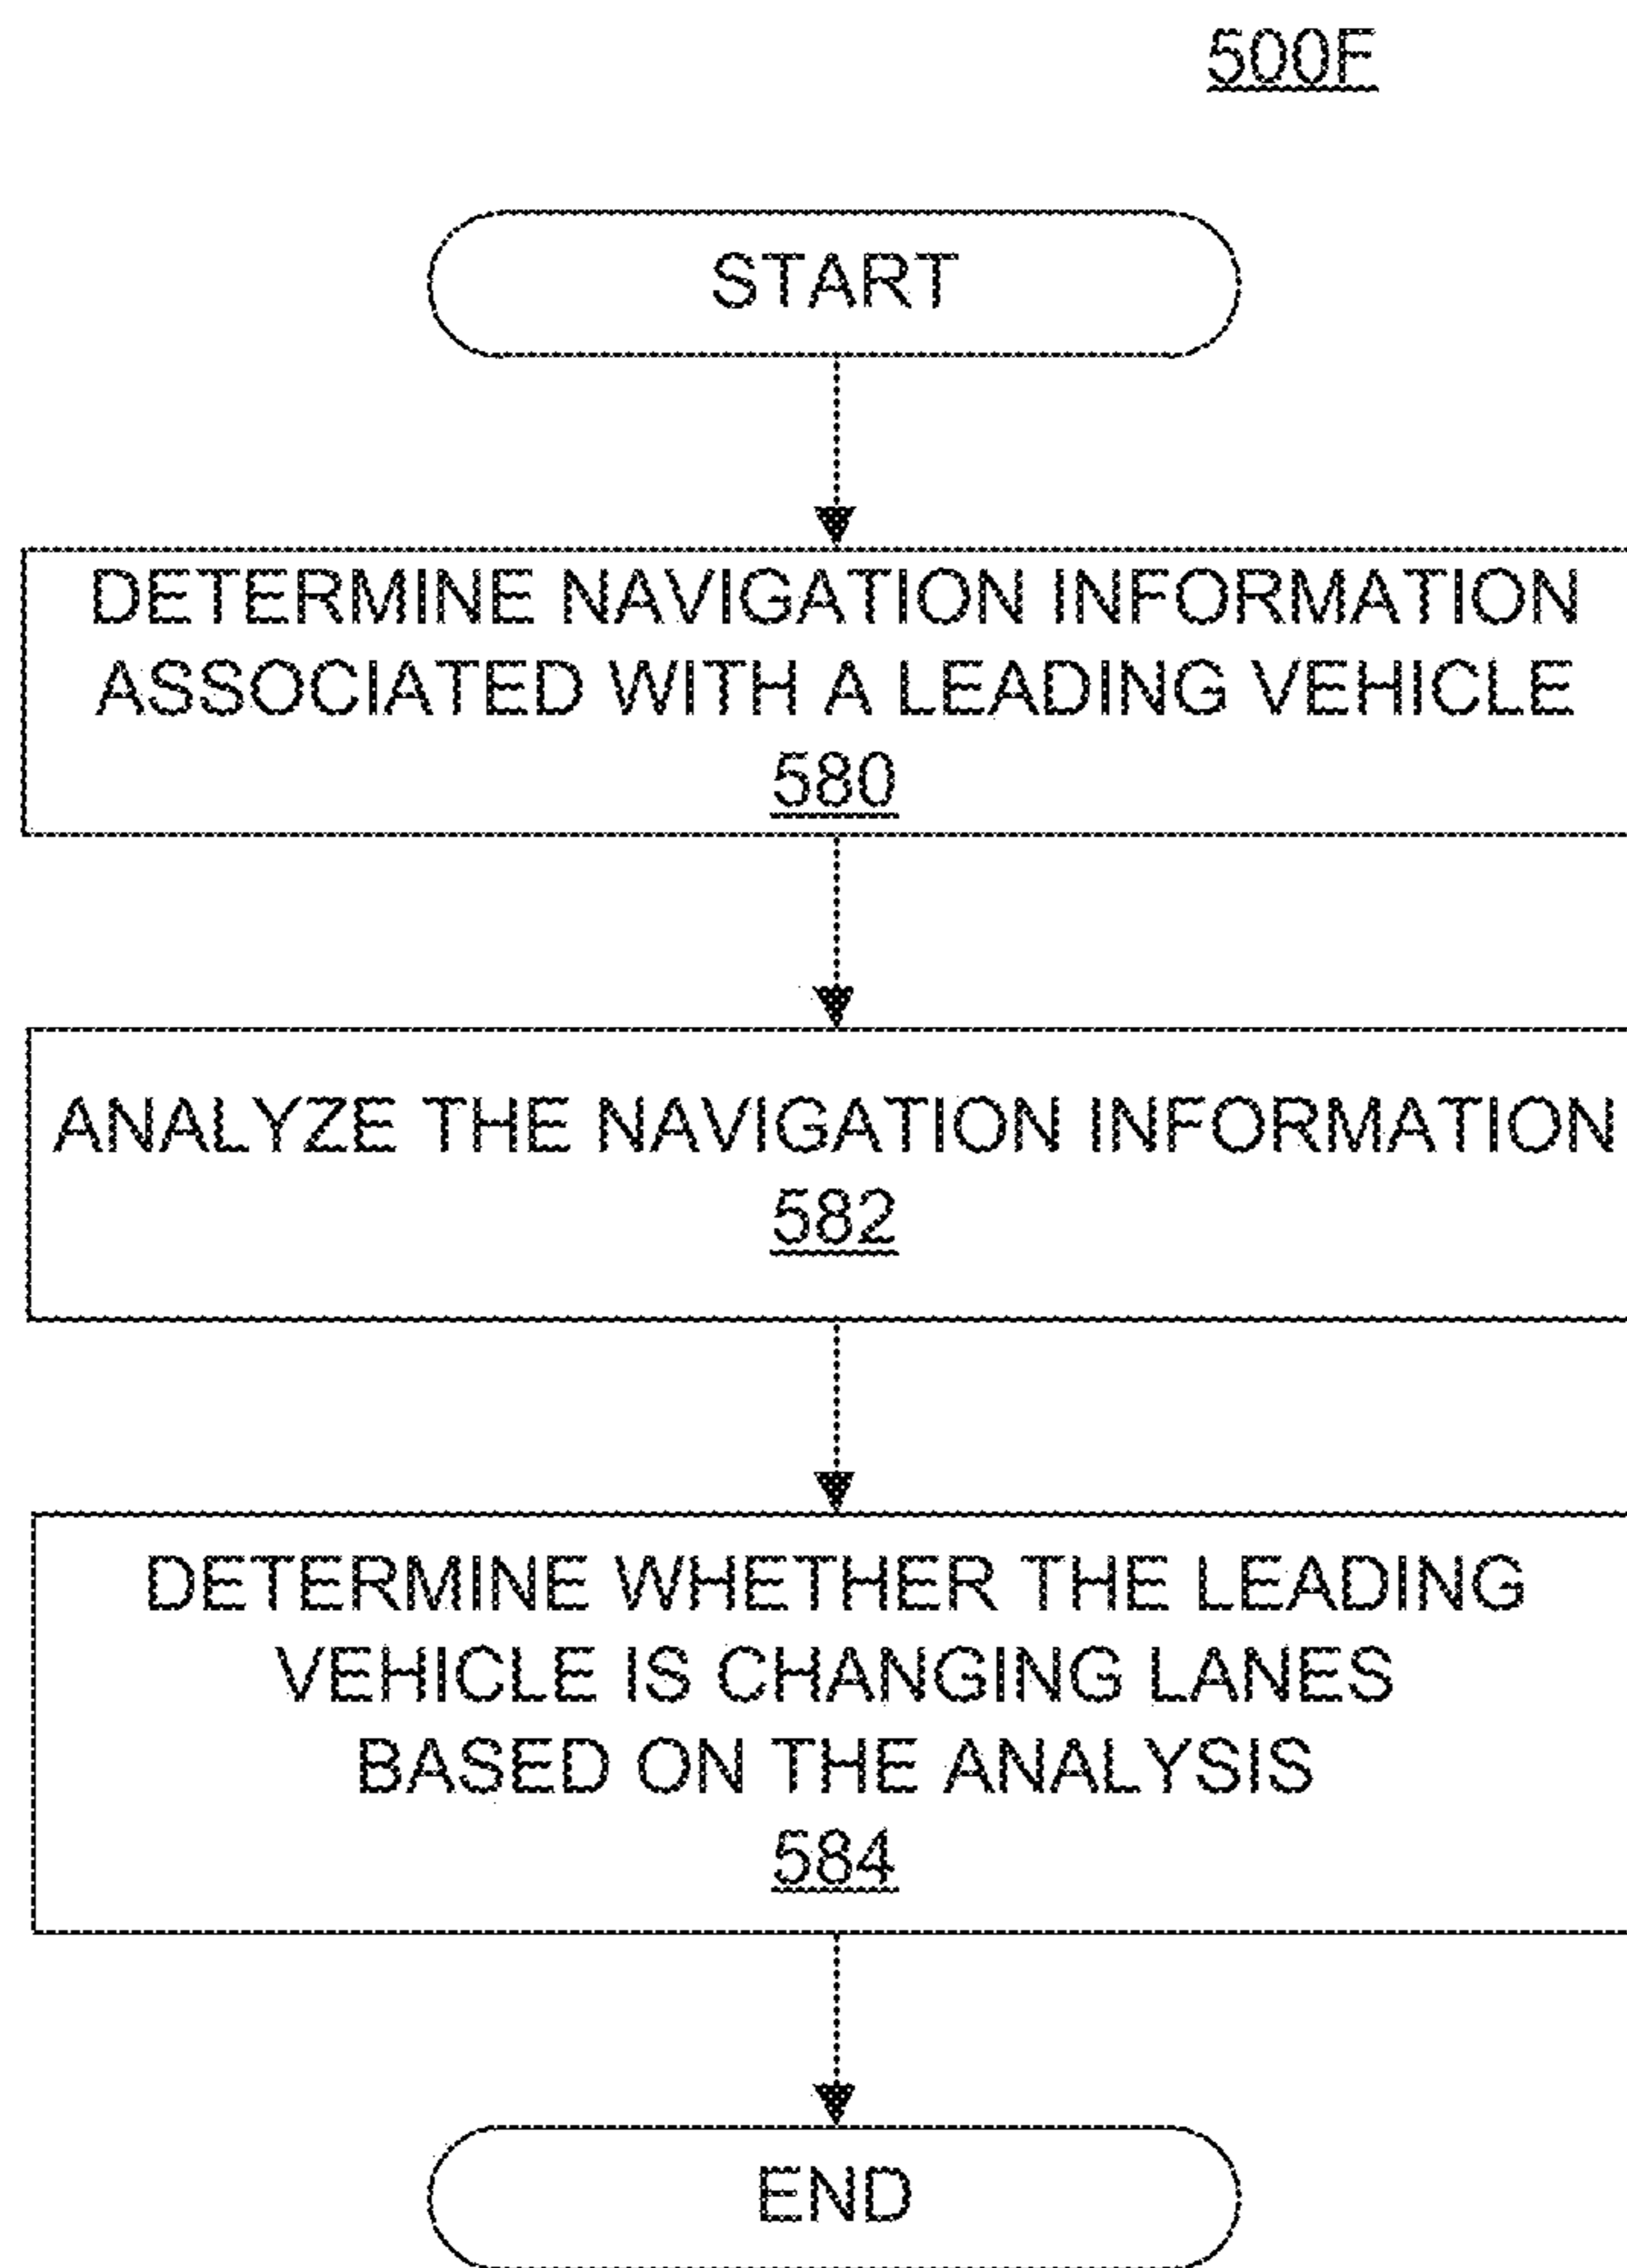 500F
START
DETERMINE NAVIGATION INFORMATION
ASSOCIATED WITH A LEADING VEHICLE
580
ANALYZE THE NAVIGATION INFORMATION
582
DETERMINE WHETHER THE LEADING
VEHICLE IS CHANGING LANES
BASED ON THE ANALYSIS
584
END